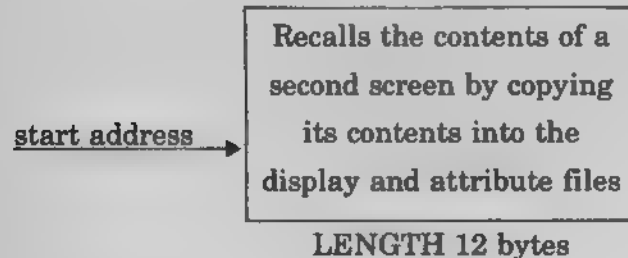 Recalls the contents of a
second screen by copying
start address
its contents into the
display and attribute files
LENGTH 12 bytes